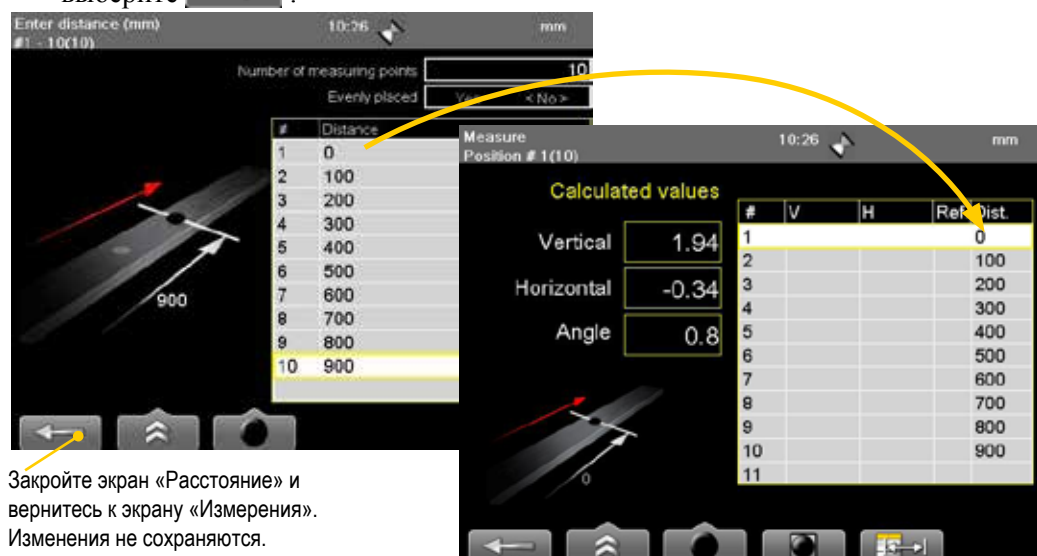 выберите .
Enter distance (mm) 10:26 mm
#1 - 10(10)
Number of measuring points 10
Evenly placed Yes < No >
# Distance
1 0
2 100
3 200
4 300
5 400
6 500
7 600
8 700
9 800
10 900
900
Закройте экран «Расстояние» и
вернитесь к экрану «Измерения».
Изменения не сохраняются.
Measure 10:26 mm
Position # 1(10)
Calculated values
Vertical 1.94
Horizontal -0.34
Angle 0.8
0
# V H Ref. Dist.
1 0
2 100
3 200
4 300
5 400
6 500
7 600
8 700
9 800
10 900
11